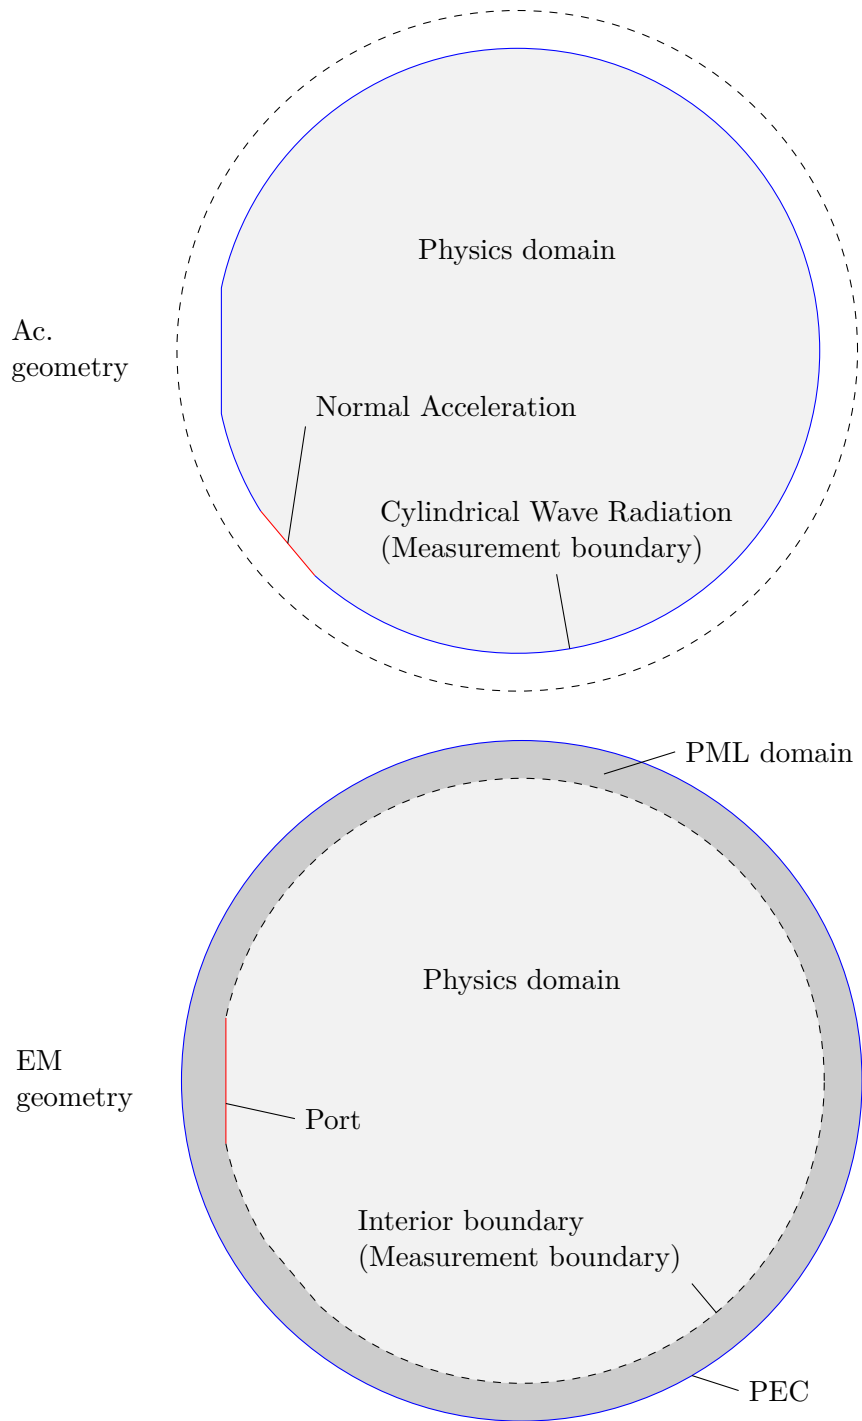 Physics domain
Ac.
geometry
Normal Acceleration
Cylindrical Wave Radiation
(Measurement boundary)
PML domain
Physics domain
EM
geometry
Port
Interior boundary
(Measurement boundary)
PEC